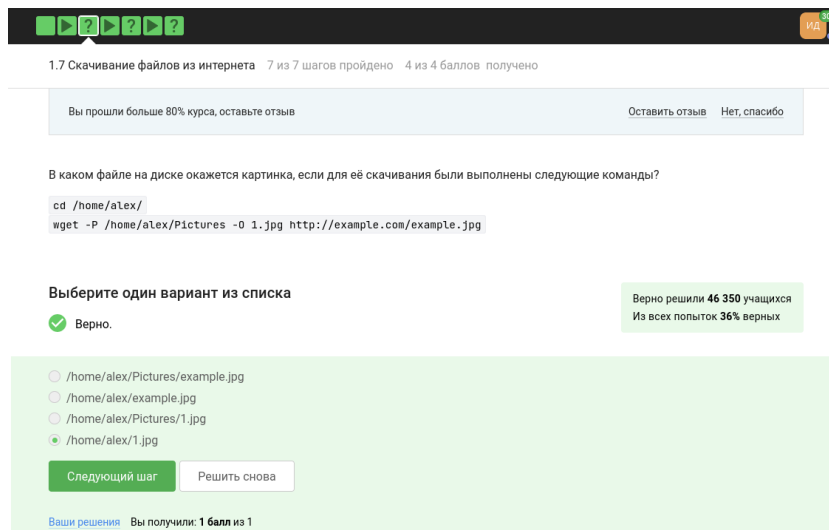 ? ? ?
ИД 30
1.7 Скачивание файлов из интернета 7 из 7 шагов пройдено 4 из 4 баллов получено
Вы прошли больше 80% курса, оставьте отзыв Оставить отзыв Нет, спасибо
В каком файле на диске окажется картинка, если для её скачивания были выполнены следующие команды?
cd /home/alex/
wget -P /home/alex/Pictures -O 1.jpg http://example.com/example.jpg
Выберите один вариант из списка
Верно.
Верно решили 46 350 учащихся
Из всех попыток 36% верных
/home/alex/Pictures/example.jpg
/home/alex/example.jpg
/home/alex/Pictures/1.jpg
/home/alex/1.jpg
Следующий шаг Решить снова
Ваши решения Вы получили: 1 балл из 1